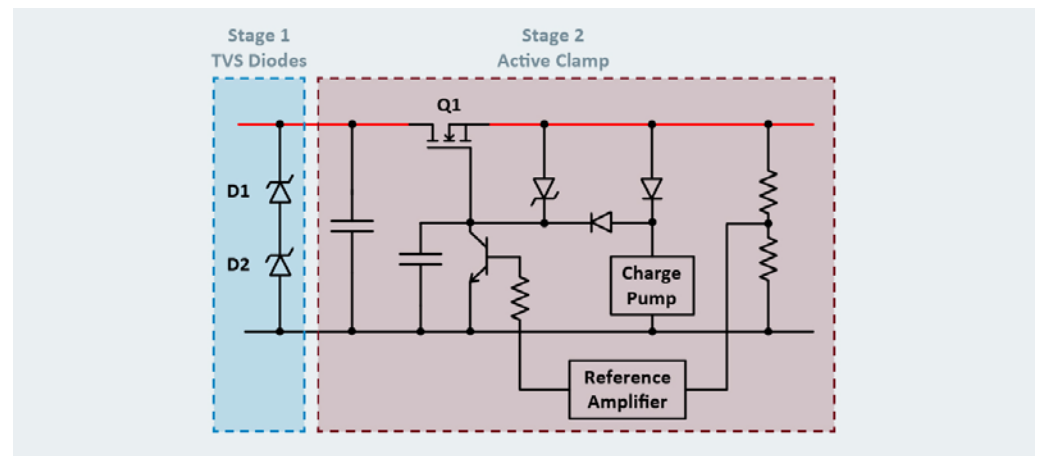 Stage 1
TVS Diodes
Stage 2
Active Clamp
Q1
D1
D2
Charge
Pump
Reference
Amplifier